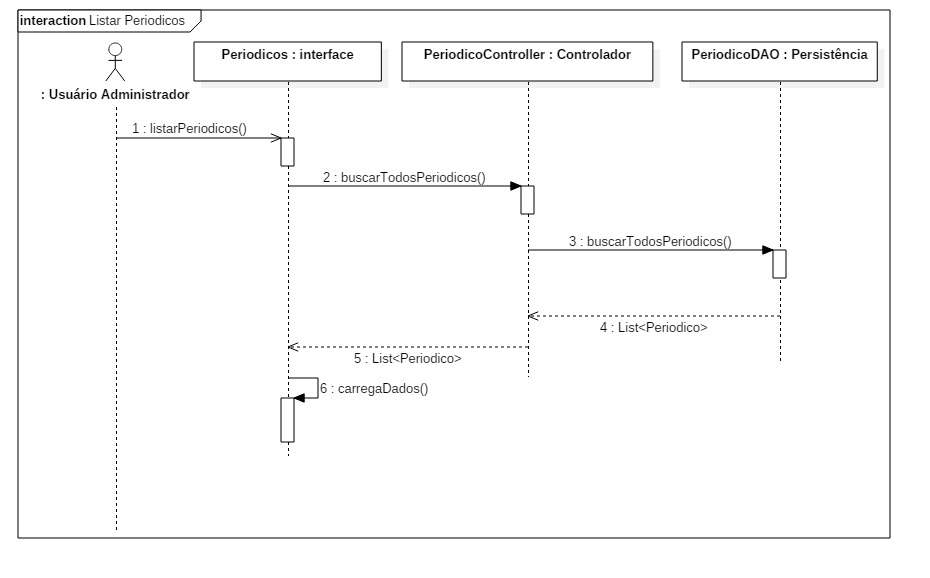 interaction Listar Periodicos
Periodicos : interface
PeriodicoController : Controlador
PeriodicoDAO : Persistência
: Usuário Administrador
1 : listarPeriodicos()
2 : buscarTodosPeriodicos()
3 : buscarTodosPeriodicos()
4 : List<Periodico>
5 : List<Periodico>
6 : carregaDados()